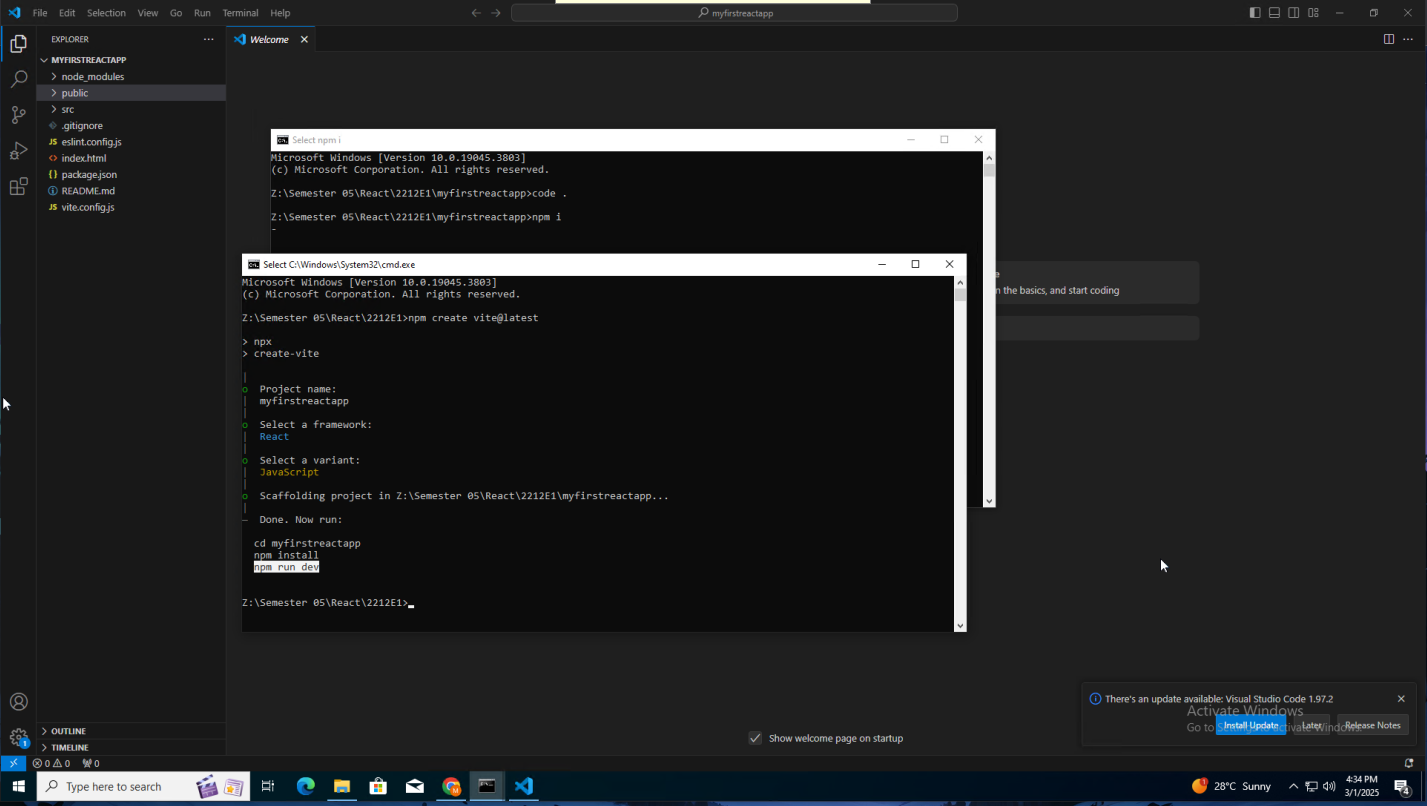 File Edit Selection View Go Run Terminal Help
myfirstreactapp
EXPLORER
Welcome
MYFIRSTREACTAPP
node_modules
public
src
.gitignore
JS eslint.config.js
<> index.html
{} package.json
README.md
JS vite.config.js
Select npm i
Microsoft Windows [Version 10.0.19045.3803]
(c) Microsoft Corporation. All rights reserved.
Z:\Semester 05\React\2212E1\myfirstreactapp>code .
Z:\Semester 05\React\2212E1\myfirstreactapp>npm i
-
Select C:\Windows\System32\cmd.exe
Microsoft Windows [Version 10.0.19045.3803]
(c) Microsoft Corporation. All rights reserved.
Z:\Semester 05\React\2212E1>npm create vite@latest
> npx
> create-vite
o Project name:
myfirstreactapp
o Select a framework:
React
o Select a variant:
JavaScript
o Scaffolding project in Z:\Semester 05\React\2212E1\myfirstreactapp...
— Done. Now run:
cd myfirstreactapp
npm install
npm run dev
Z:\Semester 05\React\2212E1>
the basics, and start coding
There's an update available: Visual Studio Code 1.97.2
Activate Windows
Install Update Later Release Notes
Go to Settings to activate Windows.
OUTLINE
TIMELINE
Show welcome page on startup
1
0 0 0
Type here to search
28°C Sunny
4:34 PM
3/1/2025
4